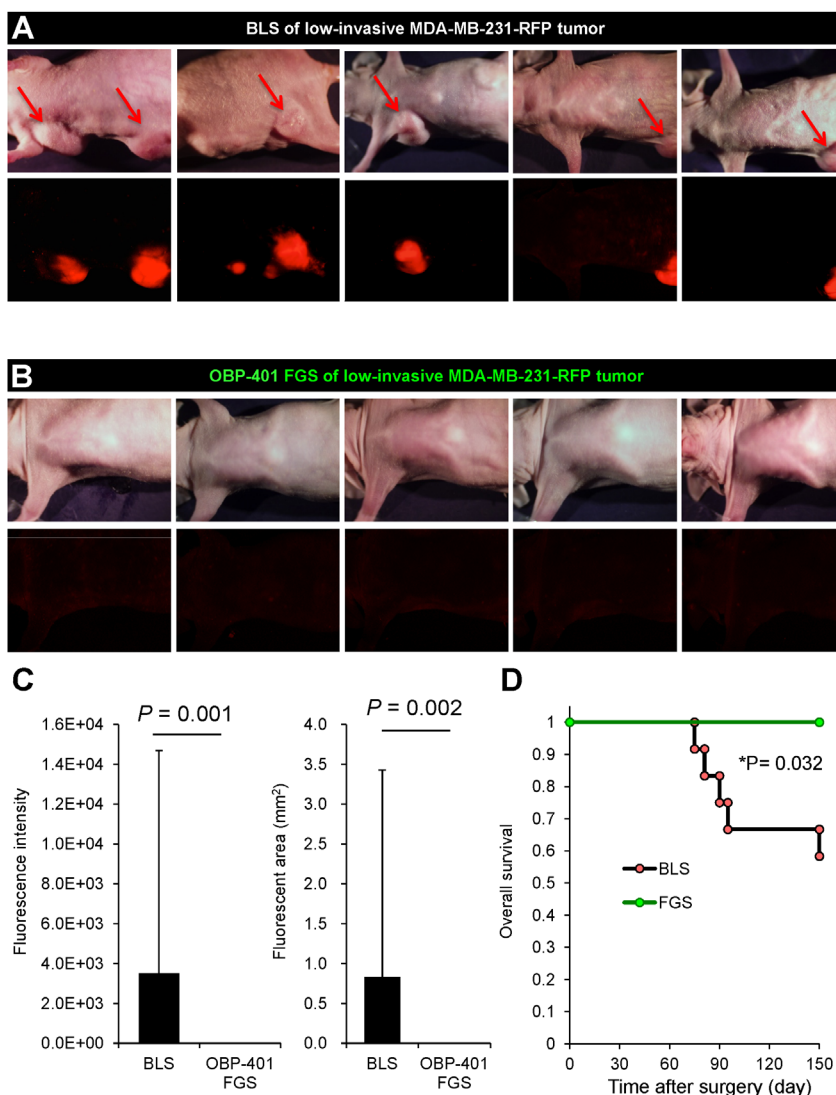 A
BLS of low-invasive MDA-MB-231-RFP tumor
B
OBP-401 FGS of low-invasive MDA-MB-231-RFP tumor
C
P = 0.001
1.6E+04
1.4E+04
1.2E+04
1.0E+04
8.0E+03
6.0E+03
4.0E+03
2.0E+03
0.0E+00
Fluorescence intensity
BLS
OBP-401
FGS
P = 0.002
4.0
3.5
3.0
2.5
2.0
1.5
1.0
0.5
0.0
Fluorescent area (mm²)
BLS
OBP-401
FGS
D
1
0.9
0.8
0.7
0.6
0.5
0.4
0.3
0.2
0.1
0
Overall survival
*P= 0.032
BLS
FGS
0 30 60 90 120 150
Time after surgery (day)